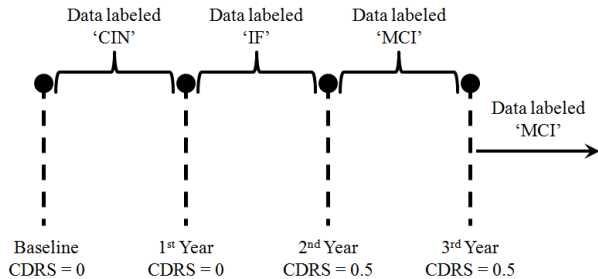 Data labeled
‘CIN’
Data labeled
‘IF’
Data labeled
‘MCI’
Data labeled
‘MCI’
Baseline
CDRS = 0
1st Year
CDRS = 0
2nd Year
CDRS = 0.5
3rd Year
CDRS = 0.5